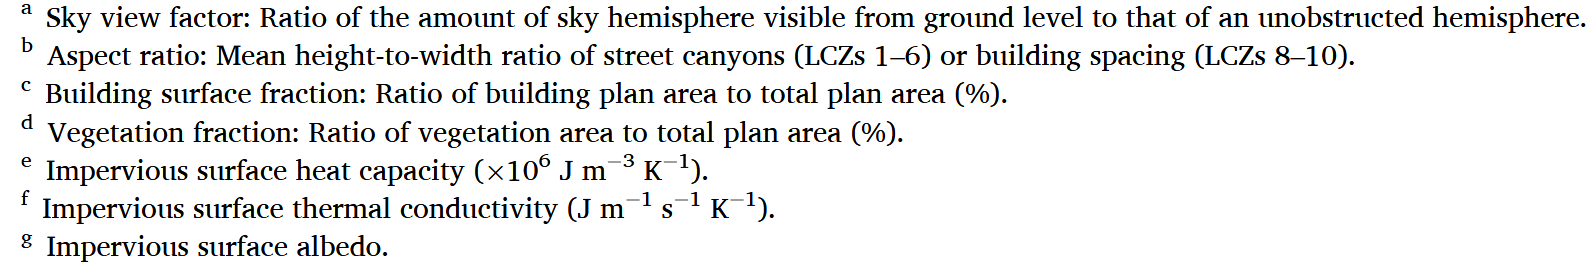 ᵃ Sky view factor: Ratio of the amount of sky hemisphere visible from ground level to that of an unobstructed hemisphere.
ᵇ Aspect ratio: Mean height-to-width ratio of street canyons (LCZs 1–6) or building spacing (LCZs 8–10).
ᶜ Building surface fraction: Ratio of building plan area to total plan area (%).
ᵈ Vegetation fraction: Ratio of vegetation area to total plan area (%).
ᵉ Impervious surface heat capacity (×10⁶ J m⁻³ K⁻¹).
ᶠ Impervious surface thermal conductivity (J m⁻¹ s⁻¹ K⁻¹).
ᵍ Impervious surface albedo.